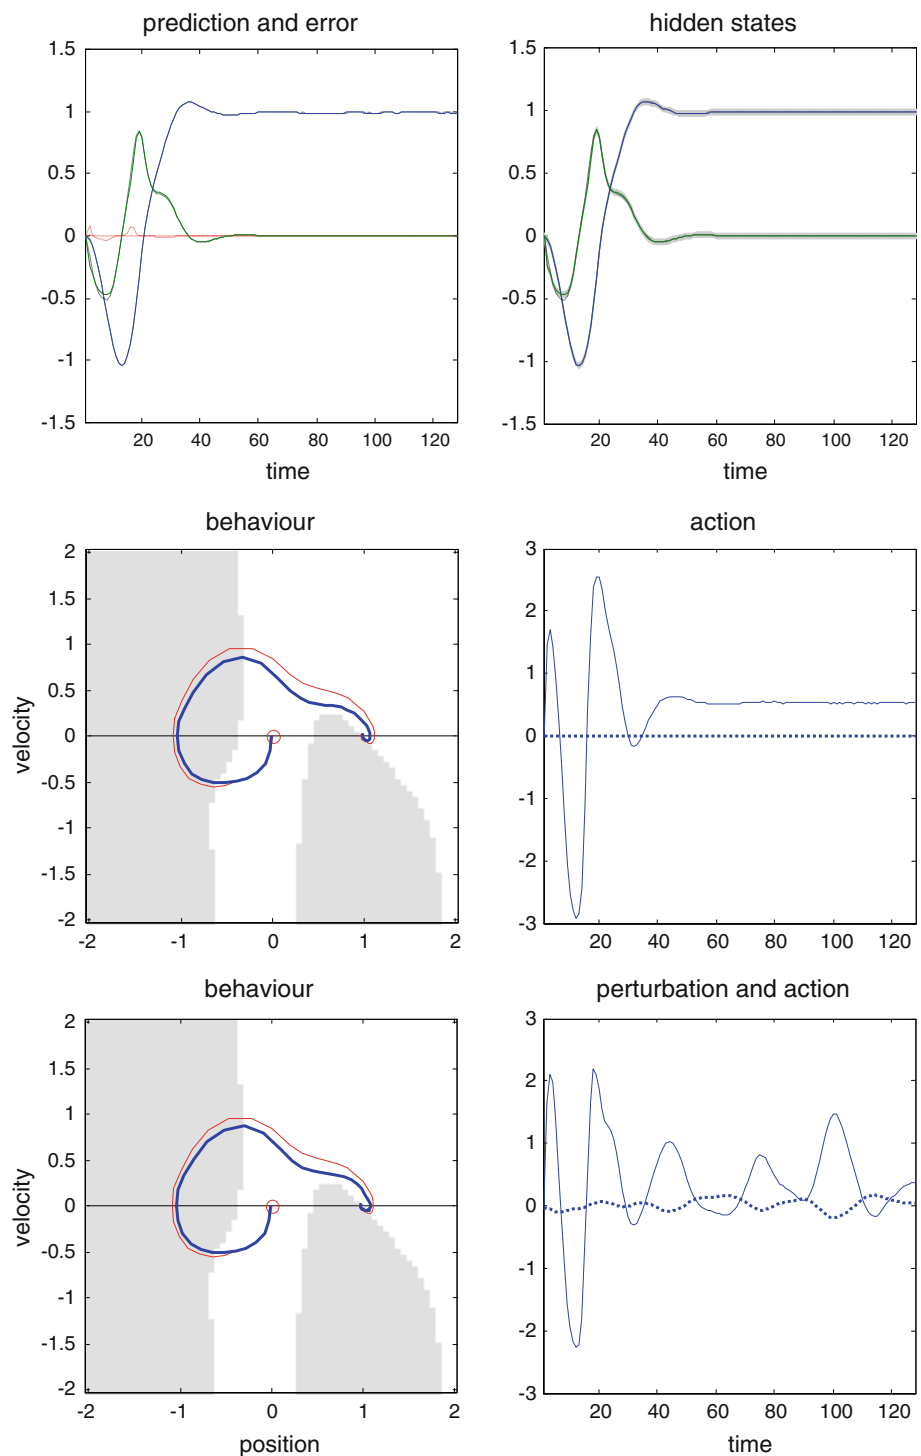 prediction and error
1.5
1
0.5
0
-0.5
-1
-1.5
20 40 60 80 100 120
time
hidden states
1.5
1
0.5
0
-0.5
-1
-1.5
20 40 60 80 100 120
time
behaviour
2
1.5
1
0.5
0
-0.5
-1
-1.5
-2
velocity
-2 -1 0 1 2
action
3
2
1
0
-1
-2
-3
20 40 60 80 100 120
behaviour
2
1.5
1
0.5
0
-0.5
-1
-1.5
-2
velocity
-2 -1 0 1 2
position
perturbation and action
3
2
1
0
-1
-2
-3
20 40 60 80 100 120
time